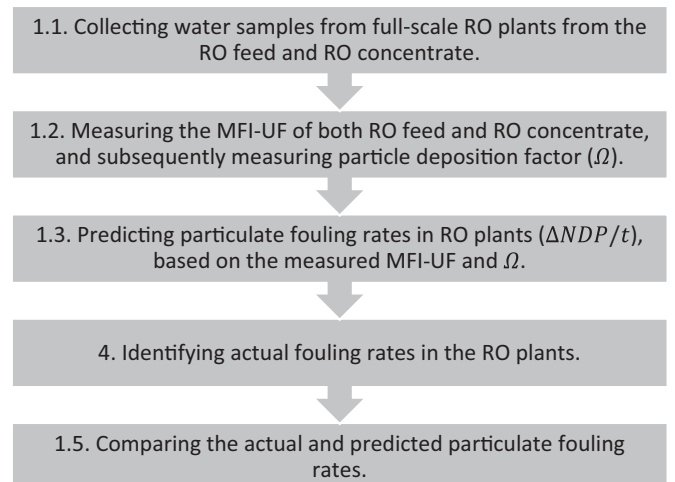 1.1. Collecting water samples from full-scale RO plants from the
RO feed and RO concentrate.
1.2. Measuring the MFI-UF of both RO feed and RO concentrate,
and subsequently measuring particle deposition factor (Ω).
1.3. Predicting particulate fouling rates in RO plants (ΔNDP/t),
based on the measured MFI-UF and Ω.
4. Identifying actual fouling rates in the RO plants.
1.5. Comparing the actual and predicted particulate fouling
rates.